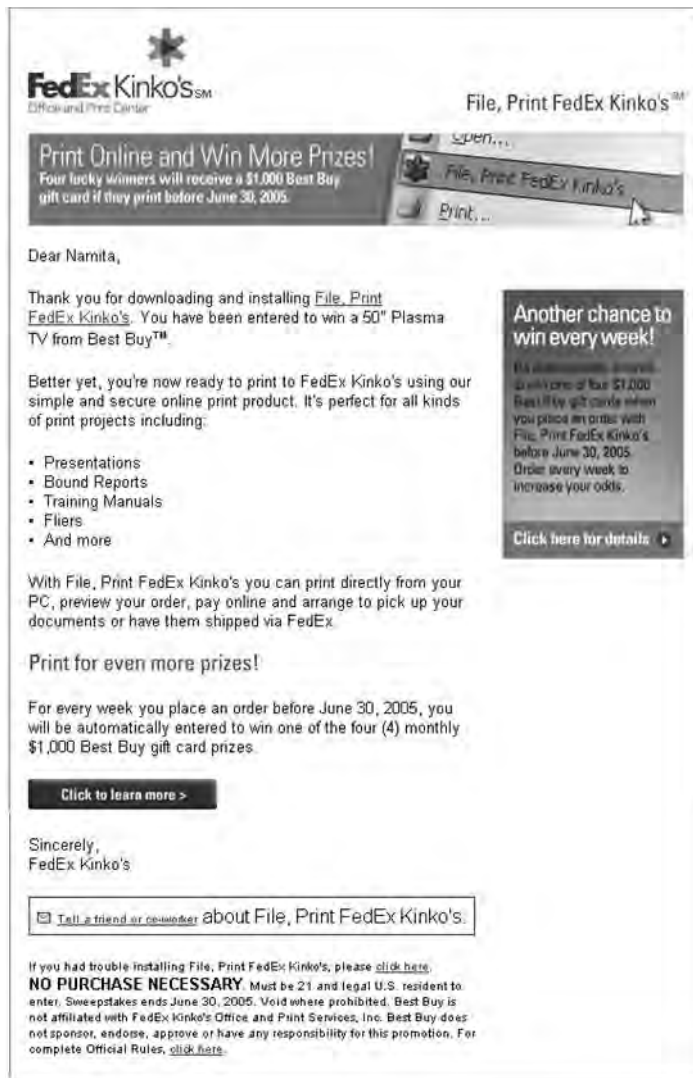 FedEx Kinko's SM
Office and Print Center
File, Print FedEx Kinko's SM
Print Online and Win More Prizes!
Four lucky winners will receive a $1,000 Best Buy
gift card if they print before June 30, 2005.
Open...
File, Print FedEx Kinko's
Print...
Dear Namita,
Thank you for downloading and installing File, Print
FedEx Kinko's. You have been entered to win a 50" Plasma
TV from Best Buy™.
Better yet, you're now ready to print to FedEx Kinko's using our
simple and secure online print product. It's perfect for all kinds
of print projects including:
• Presentations
• Bound Reports
• Training Manuals
• Fliers
• And more
With File, Print FedEx Kinko's you can print directly from your
PC, preview your order, pay online and arrange to pick up your
documents or have them shipped via FedEx.
Print for even more prizes!
For every week you place an order before June 30, 2005, you
will be automatically entered to win one of the four (4) monthly
$1,000 Best Buy gift card prizes.
Click to learn more >
Sincerely,
FedEx Kinko's
Another chance to
win every week!
to win one of four $1,000
Best Buy gift cards when
you place an order with
File, Print FedEx Kinko's
before June 30, 2005.
Order every week to
increase your odds.
Click here for details
Tell a friend or co-worker about File, Print FedEx Kinko's.
If you had trouble installing File, Print FedEx Kinko's, please click here.
NO PURCHASE NECESSARY. Must be 21 and legal U.S. resident to
enter. Sweepstakes ends June 30, 2005. Void where prohibited. Best Buy is
not affiliated with FedEx Kinko's Office and Print Services, Inc. Best Buy does
not sponsor, endorse, approve or have any responsibility for this promotion. For
complete Official Rules, click here.